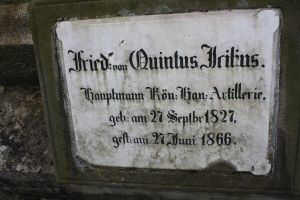 Fried: von Quintus Icilius.
Hauptmann Kön: Han: Artillerie.
geb: am 27 Septbr 1827,
gest: am 27 Juni 1866.